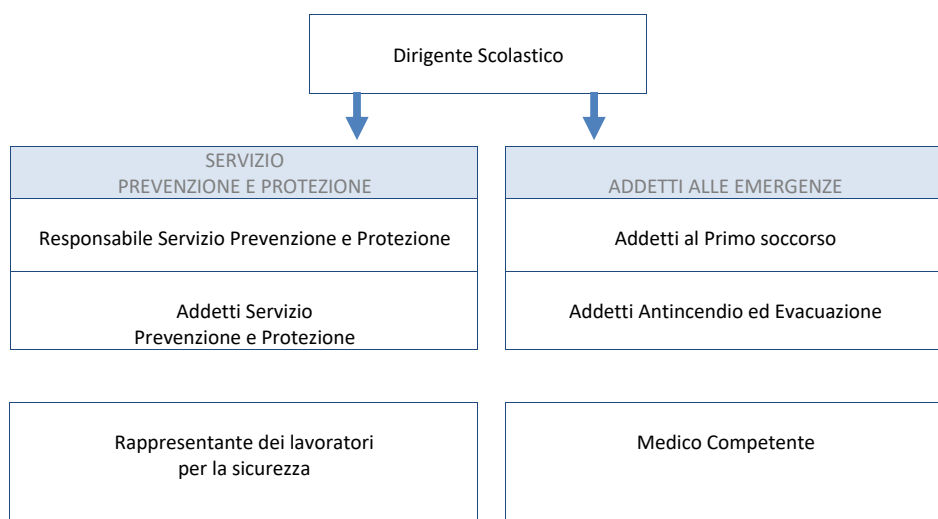 Dirigente Scolastico
SERVIZIO
PREVENZIONE E PROTEZIONE
ADDETTI ALLE EMERGENZE
Responsabile Servizio Prevenzione e Protezione
Addetti al Primo soccorso
Addetti Servizio
Prevenzione e Protezione
Addetti Antincendio ed Evacuazione
Rappresentante dei lavoratori
per la sicurezza
Medico Competente